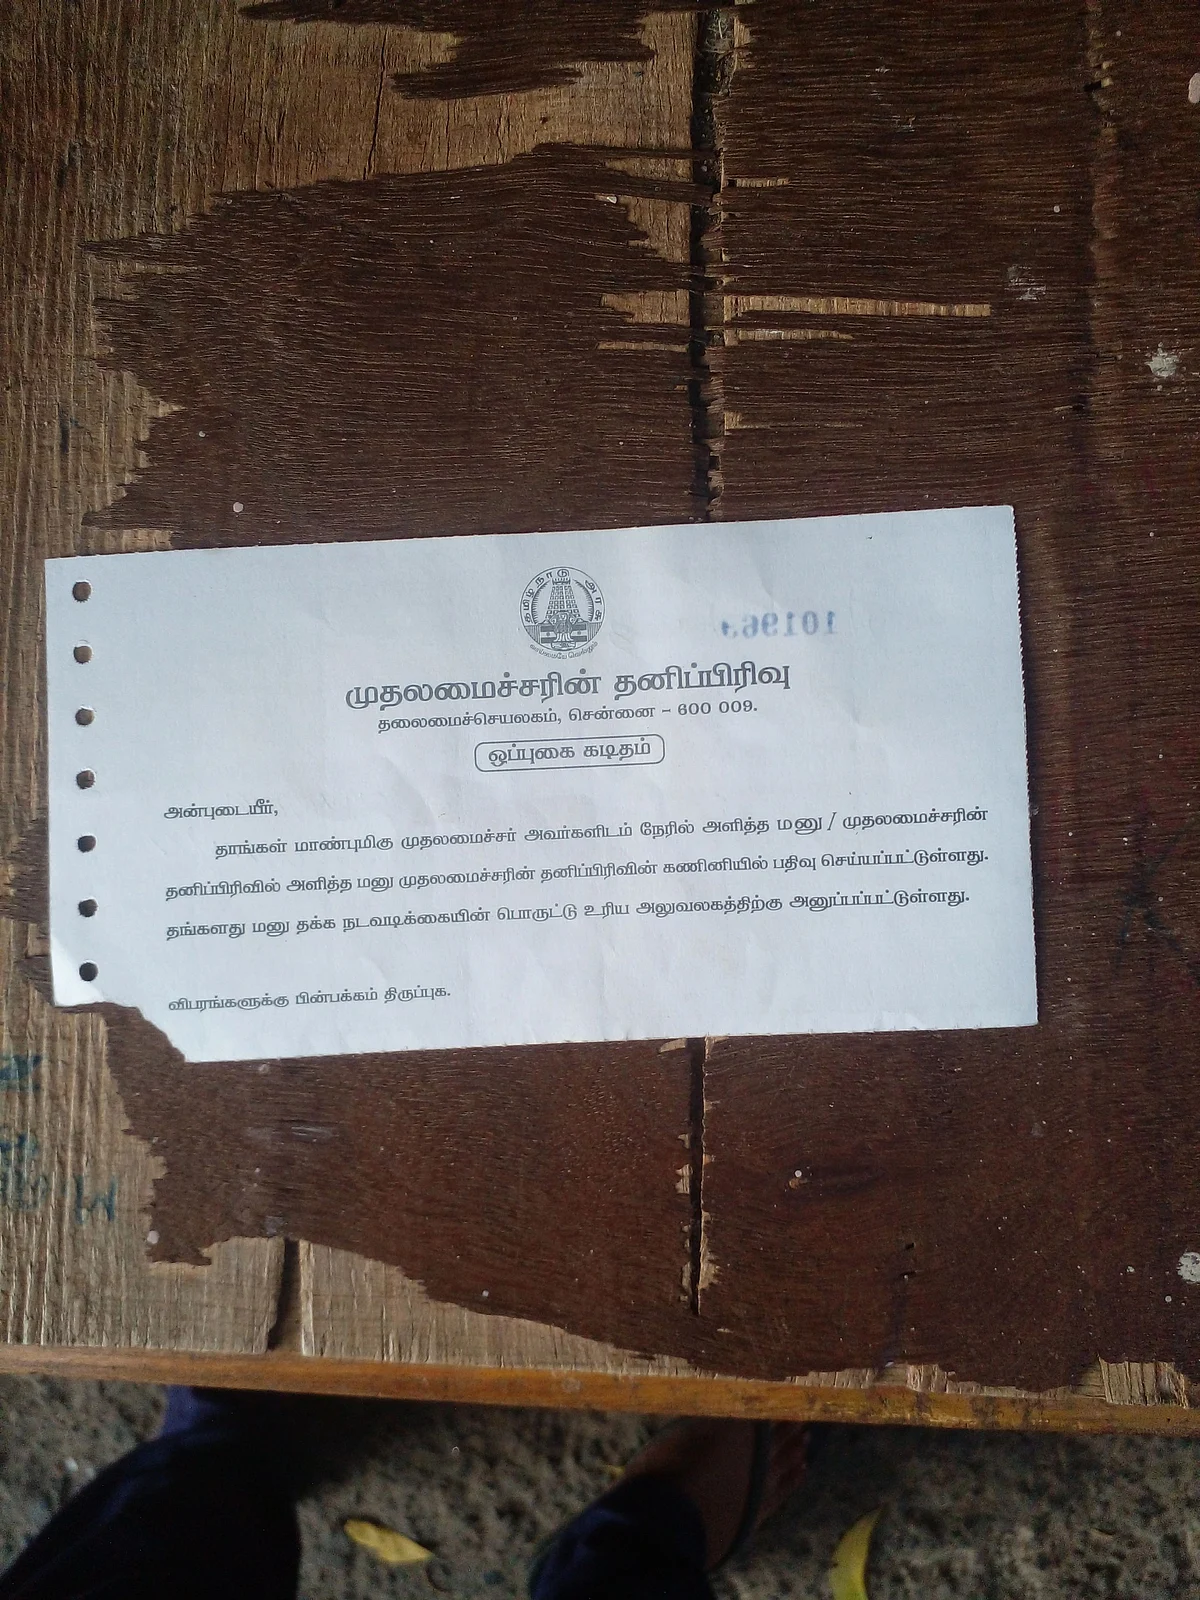 தமிழ்நாடு அரசு
வாய்மையே வெல்லும்
முதலமைச்சரின் தனிப்பிரிவு
தலைமைச்செயலகம், சென்னை – 600 009.
ஒப்புகை கடிதம்
அன்புடையீர்,
தாங்கள் மாண்புமிகு முதலமைச்சர் அவர்களிடம் நேரில் அளித்த மனு / முதலமைச்சரின்
தனிப்பிரிவில் அளித்த மனு முதலமைச்சரின் தனிப்பிரிவின் கணினியில் பதிவு செய்யப்பட்டுள்ளது.
தங்களது மனு தக்க நடவடிக்கையின் பொருட்டு உரிய அலுவலகத்திற்கு அனுப்பப்பட்டுள்ளது.
விபரங்களுக்கு பின்பக்கம் திருப்புக.